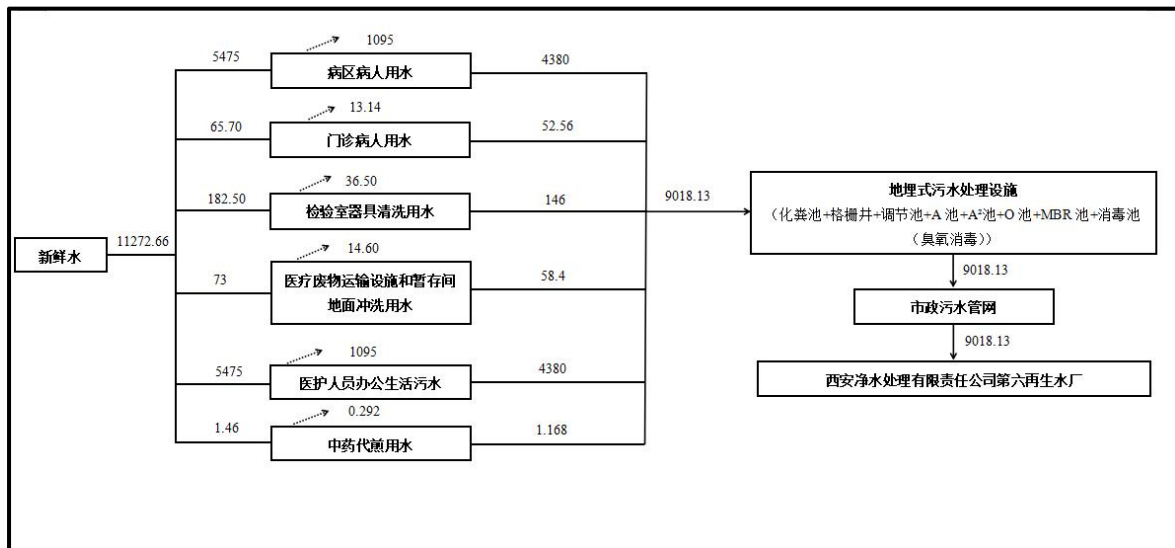 1095
5475
病区病人用水
4380
13.14
65.70
门诊病人用水
52.56
36.50
182.50
检验室器具清洗用水
146
9018.13
地埋式污水处理设施
（化粪池+格栅井+调节池+A 池+A²池+O 池+MBR 池+消毒池
（臭氧消毒））
新鲜水
11272.66
14.60
73
医疗废物运输设施和暂存间
地面冲洗用水
58.4
9018.13
市政污水管网
9018.13
1095
5475
医护人员办公生活污水
4380
西安净水处理有限责任公司第六再生水厂
0.292
1.46
中药代煎用水
1.168